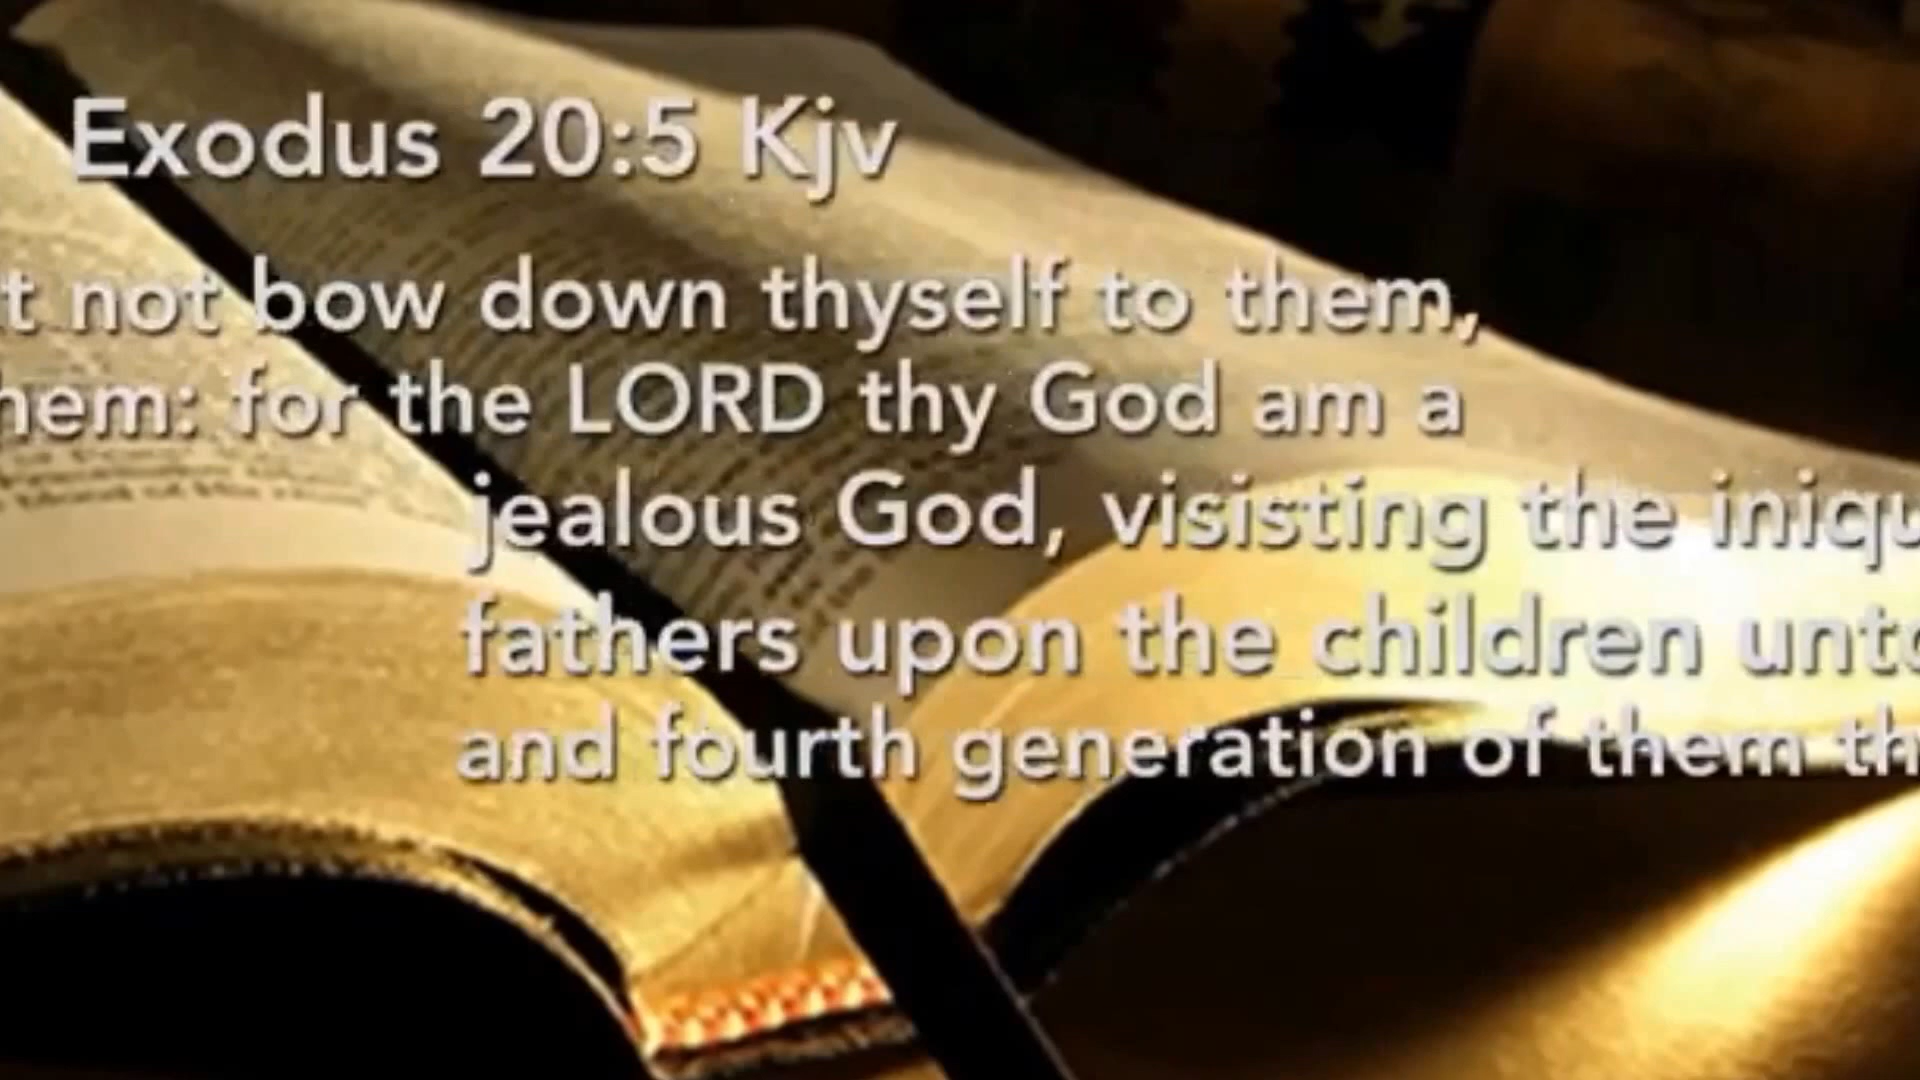 Exodus 20:5 Kjv
t not bow down thyself to them,
hem: for the LORD thy God am a
jealous God, visisting the iniqu
fathers upon the children unto
and fourth generation of them th